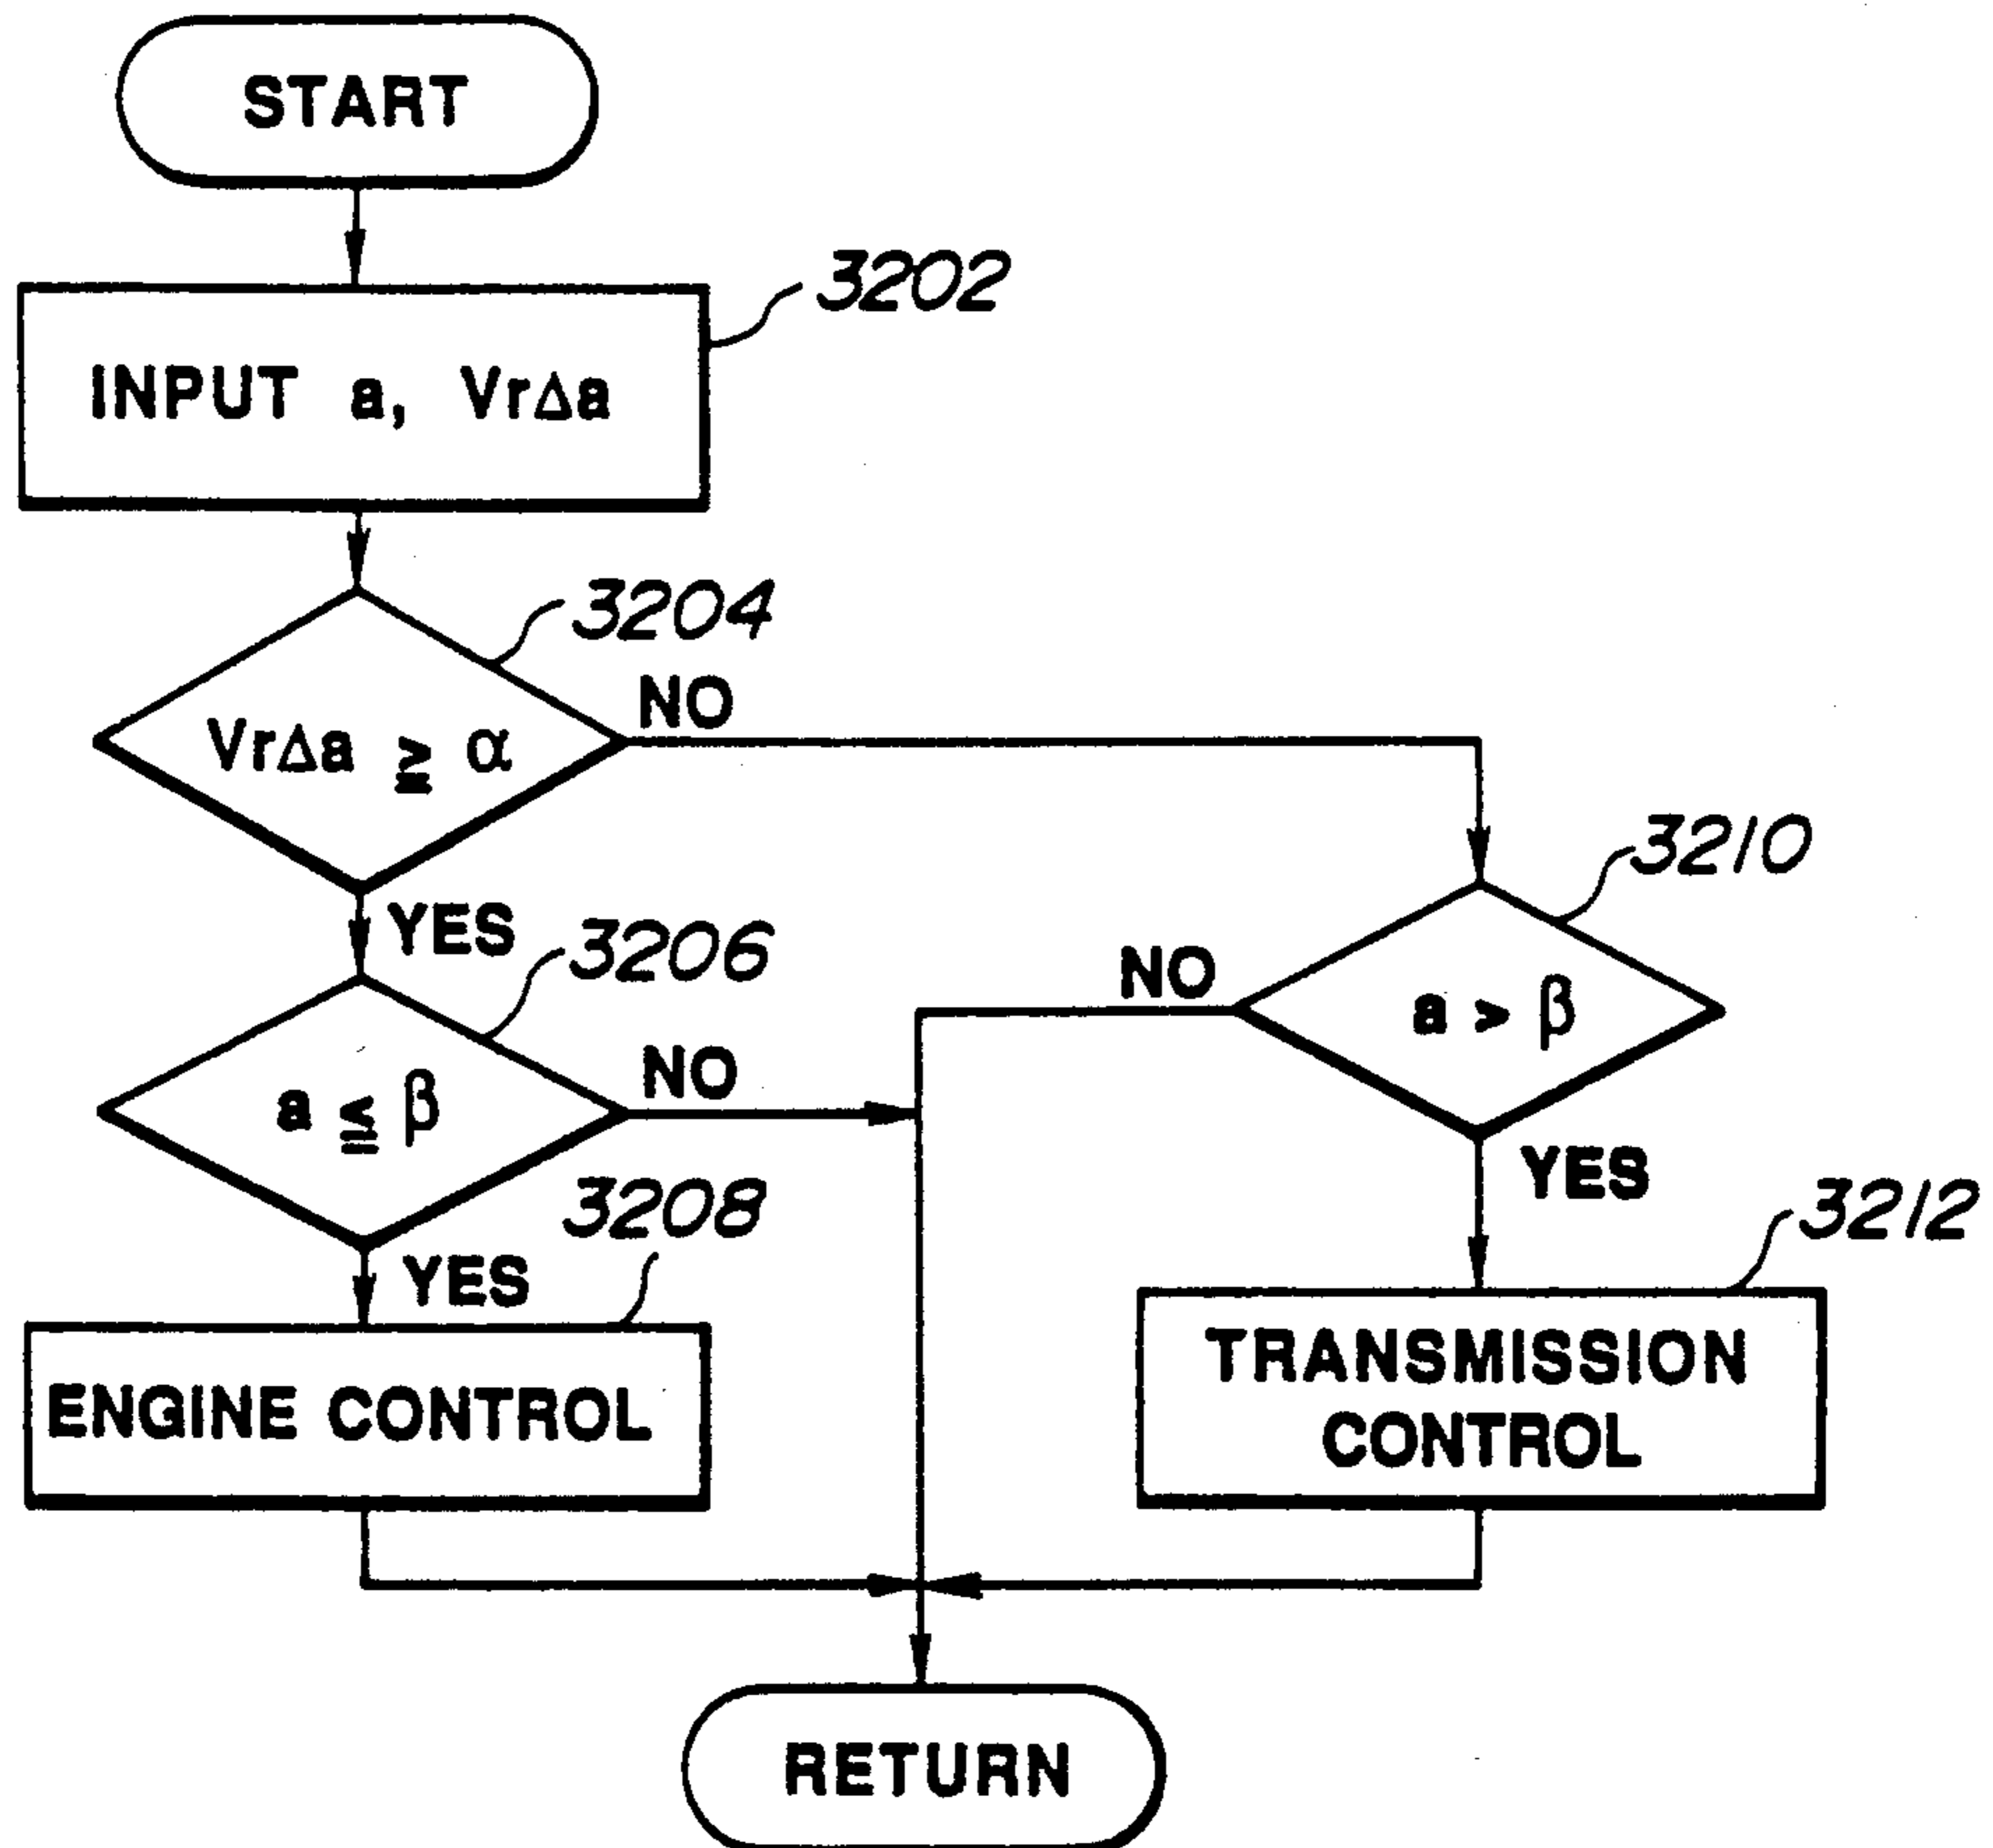 START
3202
INPUT a, VrΔa
3204
VrΔa ≧ α
NO
YES
3206
a ≦ β
NO
3210
a > β
NO
YES
3208
YES
ENGINE CONTROL
3212
TRANSMISSION
CONTROL
RETURN